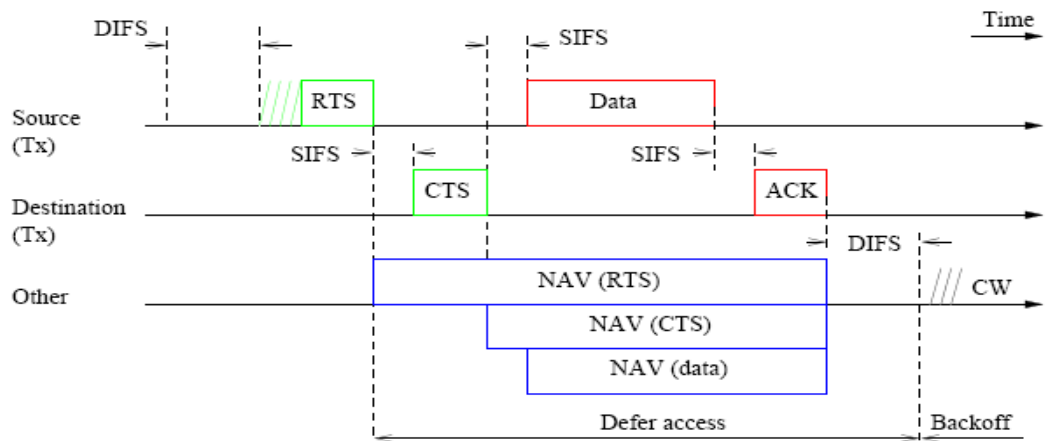 DIFS
Time
SIFS
RTS
Data
Source
(Tx)
SIFS
SIFS
CTS
ACK
Destination
(Tx)
DIFS
NAV (RTS)
CW
Other
NAV (CTS)
NAV (data)
Defer access
Backoff